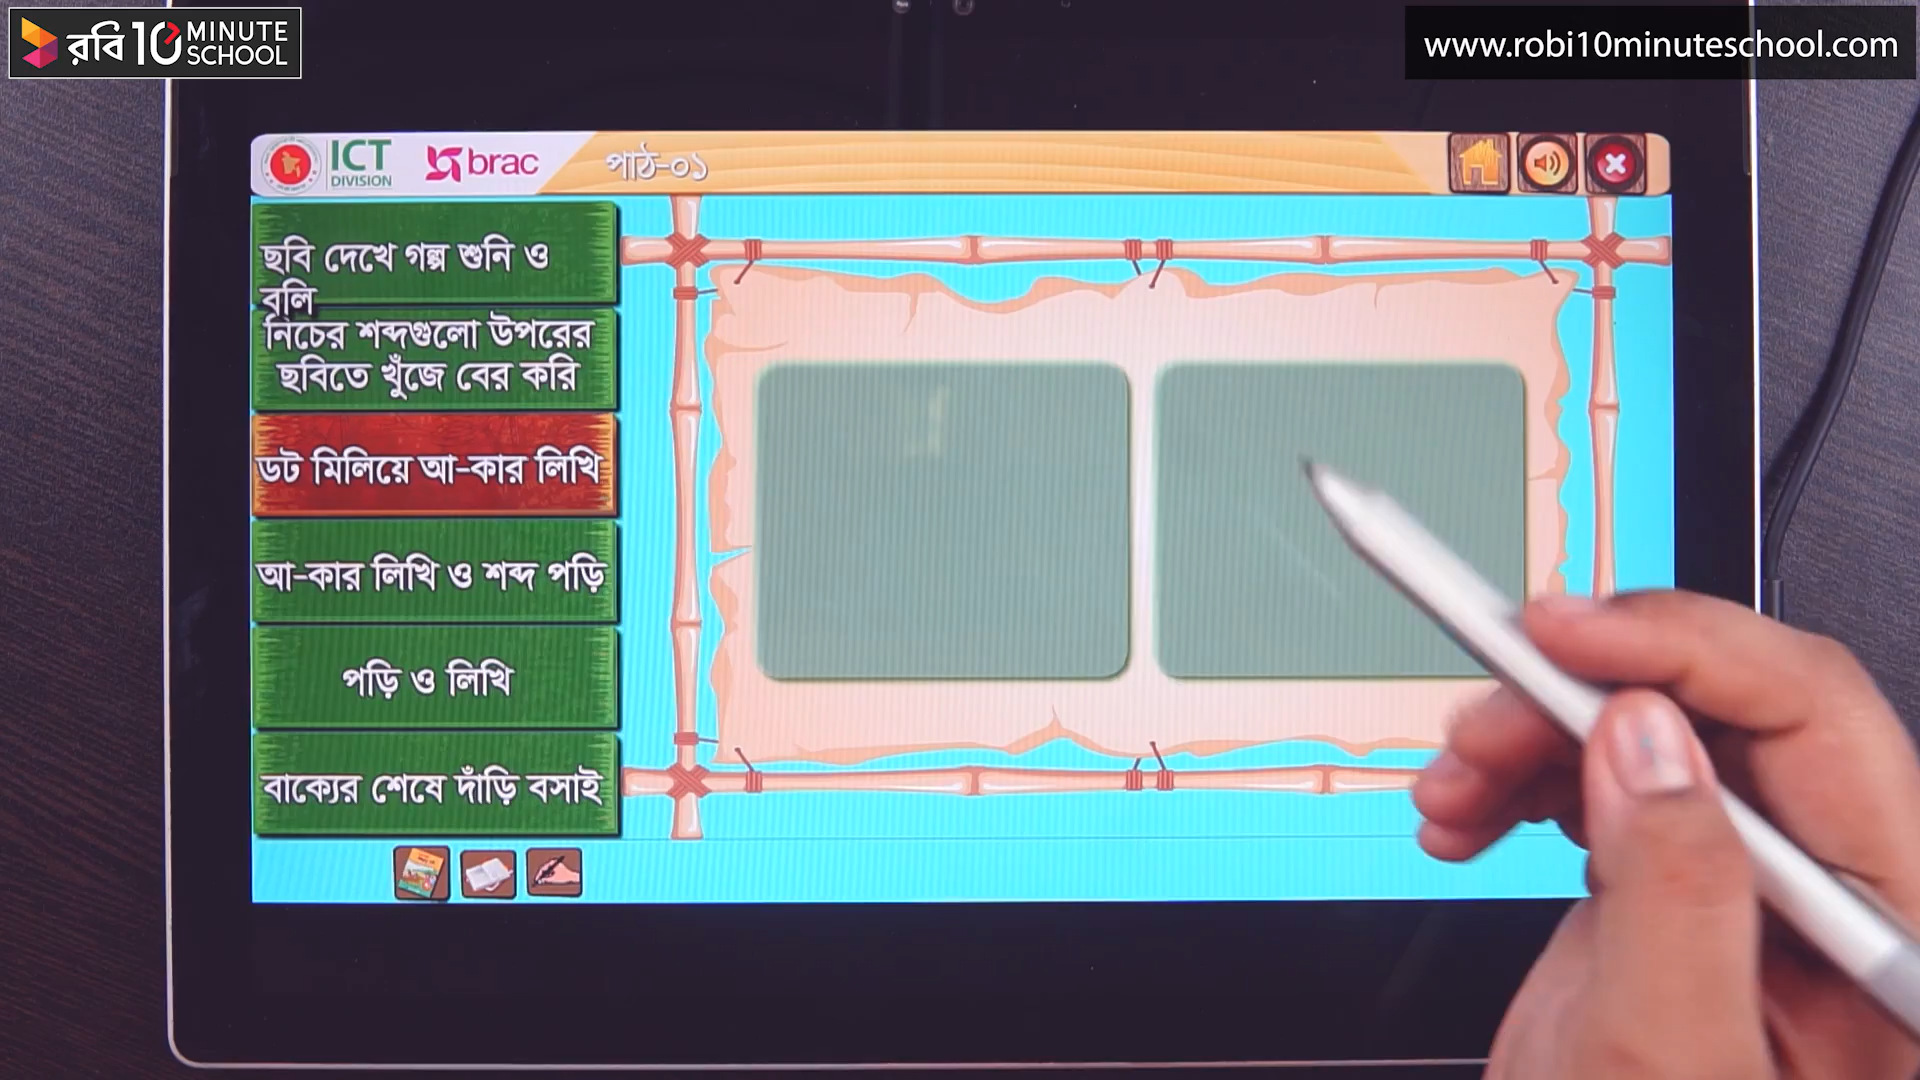 রবি 10 MINUTE SCHOOL
www.robi10minuteschool.com
ICT DIVISION
brac
পাঠ-০১
ছবি দেখে গল্প শুনি ও
বলি
নিচের শব্দগুলো উপরের
ছবিতে খুঁজে বের করি
ডট মিলিয়ে আ-কার লিখি
আ-কার লিখি ও শব্দ পড়ি
পড়ি ও লিখি
বাক্যের শেষে দাঁড়ি বসাই